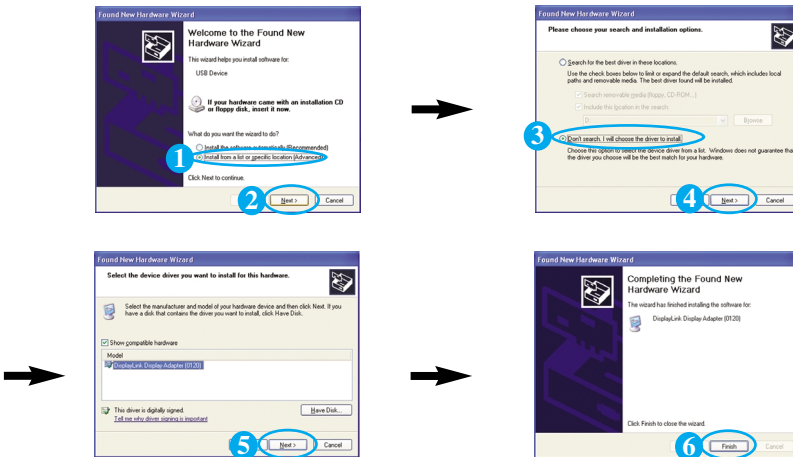 Found New Hardware Wizard
Welcome to the Found New
Hardware Wizard
This wizard helps you install software for:
USB Device
If your hardware came with an installation CD
or floppy disk, insert it now.
What do you want the wizard to do?
Install the software automatically (Recommended)
1
Install from a list or specific location (Advanced)
Click Next to continue.
2
Next >
Cancel
Found New Hardware Wizard
Please choose your search and installation options.
Search for the best driver in these locations.
Use the check boxes below to limit or expand the default search, which includes local
paths and removable media. The best driver found will be installed.
Search removable media (floppy, CD-ROM...)
Include this location in the search:
D:\
Browse
3
Don't search. I will choose the driver to install.
Choose this option to select the device driver from a list. Windows does not guarantee tha
the driver you choose will be the best match for your hardware.
4
Next >
Cancel
Found New Hardware Wizard
Select the device driver you want to install for this hardware.
Select the manufacturer and model of your hardware device and then click Next. If you
have a disk that contains the driver you want to install, click Have Disk.
Show compatible hardware
Model
DisplayLink Display Adapter (0120)
This driver is digitally signed.
Have Disk...
Tell me why driver signing is important
5
Next >
Cancel
Found New Hardware Wizard
Completing the Found New
Hardware Wizard
The wizard has finished installing the software for:
DisplayLink Display Adapter (0120)
Click Finish to close the wizard.
6
Finish
Cancel